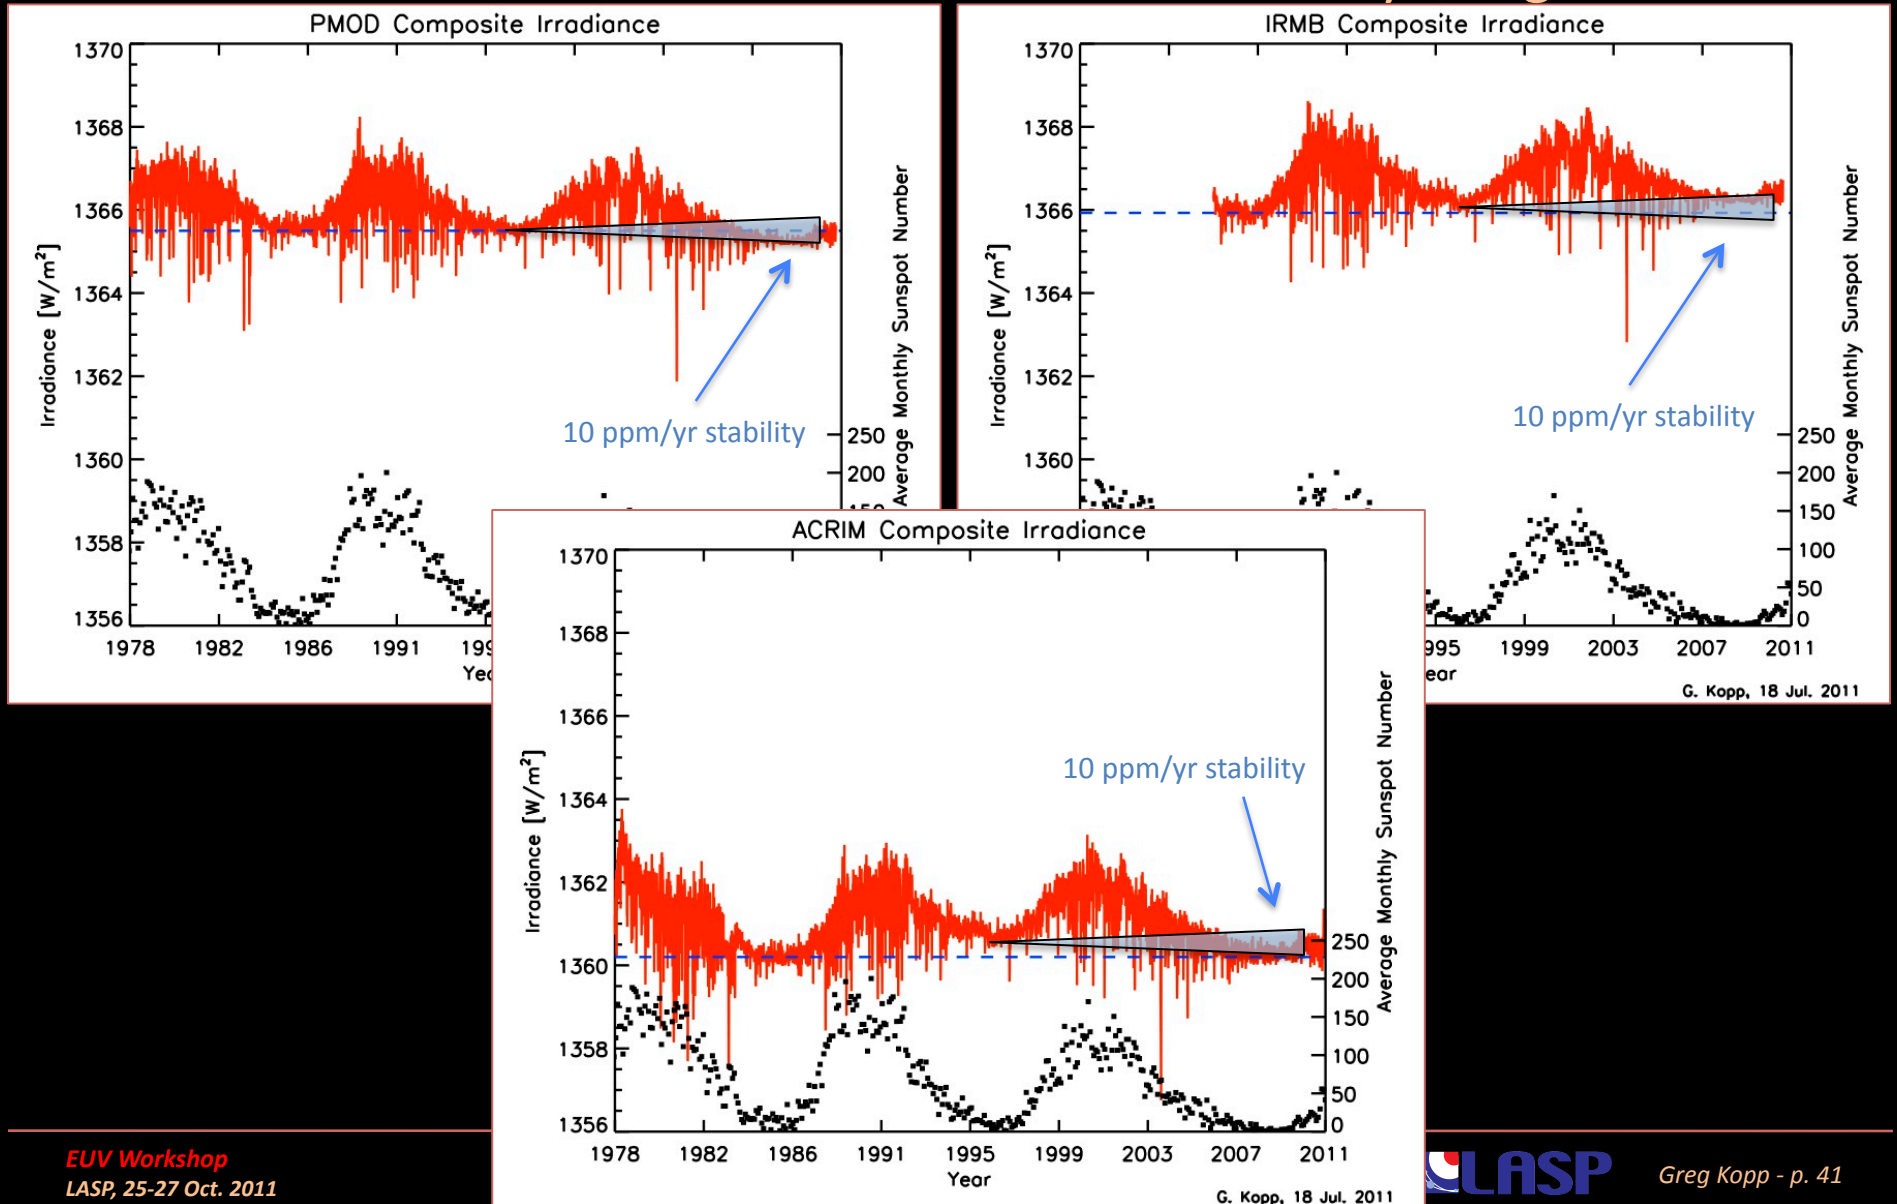 PMOD Composite Irradiance
1370
1368
1366
1364
1362
1360
1358
1356
Irradiance [W/m²]
10 ppm/yr stability
250
200
Average Monthly Sunspot Number
1978 1982 1986 1991
IRMB Composite Irradiance
1370
1368
1366
1364
1362
1360
Irradiance [W/m²]
10 ppm/yr stability
250
200
150
100
50
0
Average Monthly Sunspot Number
995 1999 2003 2007 2011
ear
G. Kopp, 18 Jul. 2011
ACRIM Composite Irradiance
1370
1368
1366
1364
1362
1360
1358
1356
Irradiance [W/m²]
10 ppm/yr stability
250
200
150
100
50
0
Average Monthly Sunspot Number
1978 1982 1986 1991 1995 1999 2003 2007 2011
Year
G. Kopp, 18 Jul. 2011
EUV Workshop
LASP, 25-27 Oct. 2011
LASP
Greg Kopp - p. 41